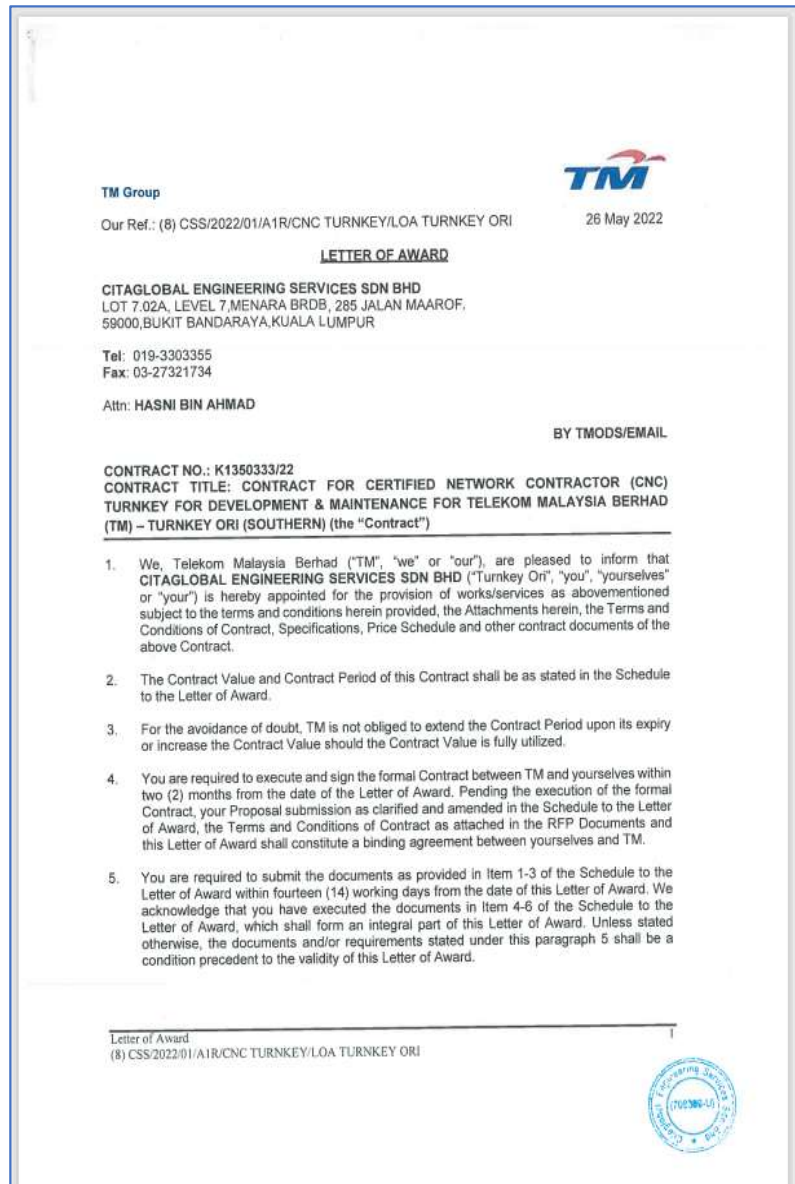 TM
TM Group
Our Ref.: (8) CSS/2022/01/A1R/CNC TURNKEY/LOA TURNKEY ORI 26 May 2022
LETTER OF AWARD
CITAGLOBAL ENGINEERING SERVICES SDN BHD
LOT 7.02A, LEVEL 7,MENARA BRDB, 285 JALAN MAAROF,
59000,BUKIT BANDARAYA,KUALA LUMPUR
Tel: 019-3303355
Fax: 03-27321734
Attn: HASNI BIN AHMAD
BY TMODS/EMAIL
CONTRACT NO.: K1350333/22
CONTRACT TITLE: CONTRACT FOR CERTIFIED NETWORK CONTRACTOR (CNC)
TURNKEY FOR DEVELOPMENT & MAINTENANCE FOR TELEKOM MALAYSIA BERHAD
(TM) – TURNKEY ORI (SOUTHERN) (the “Contract”)
1. We, Telekom Malaysia Berhad (“TM”, “we” or “our”), are pleased to inform that
CITAGLOBAL ENGINEERING SERVICES SDN BHD (“Turnkey Ori”, “you”, “yourselves”
or “your”) is hereby appointed for the provision of works/services as abovementioned
subject to the terms and conditions herein provided, the Attachments herein, the Terms and
Conditions of Contract, Specifications, Price Schedule and other contract documents of the
above Contract.
2. The Contract Value and Contract Period of this Contract shall be as stated in the Schedule
to the Letter of Award.
3. For the avoidance of doubt, TM is not obliged to extend the Contract Period upon its expiry
or increase the Contract Value should the Contract Value is fully utilized.
4. You are required to execute and sign the formal Contract between TM and yourselves within
two (2) months from the date of the Letter of Award. Pending the execution of the formal
Contract, your Proposal submission as clarified and amended in the Schedule to the Letter
of Award, the Terms and Conditions of Contract as attached in the RFP Documents and
this Letter of Award shall constitute a binding agreement between yourselves and TM.
5. You are required to submit the documents as provided in Item 1-3 of the Schedule to the
Letter of Award within fourteen (14) working days from the date of this Letter of Award. We
acknowledge that you have executed the documents in Item 4-6 of the Schedule to the
Letter of Award, which shall form an integral part of this Letter of Award. Unless stated
otherwise, the documents and/or requirements stated under this paragraph 5 shall be a
condition precedent to the validity of this Letter of Award.
Letter of Award 1
(8) CSS/2022/01/A1R/CNC TURNKEY/LOA TURNKEY ORI
Citaglobal Engineering Services Sdn Bhd